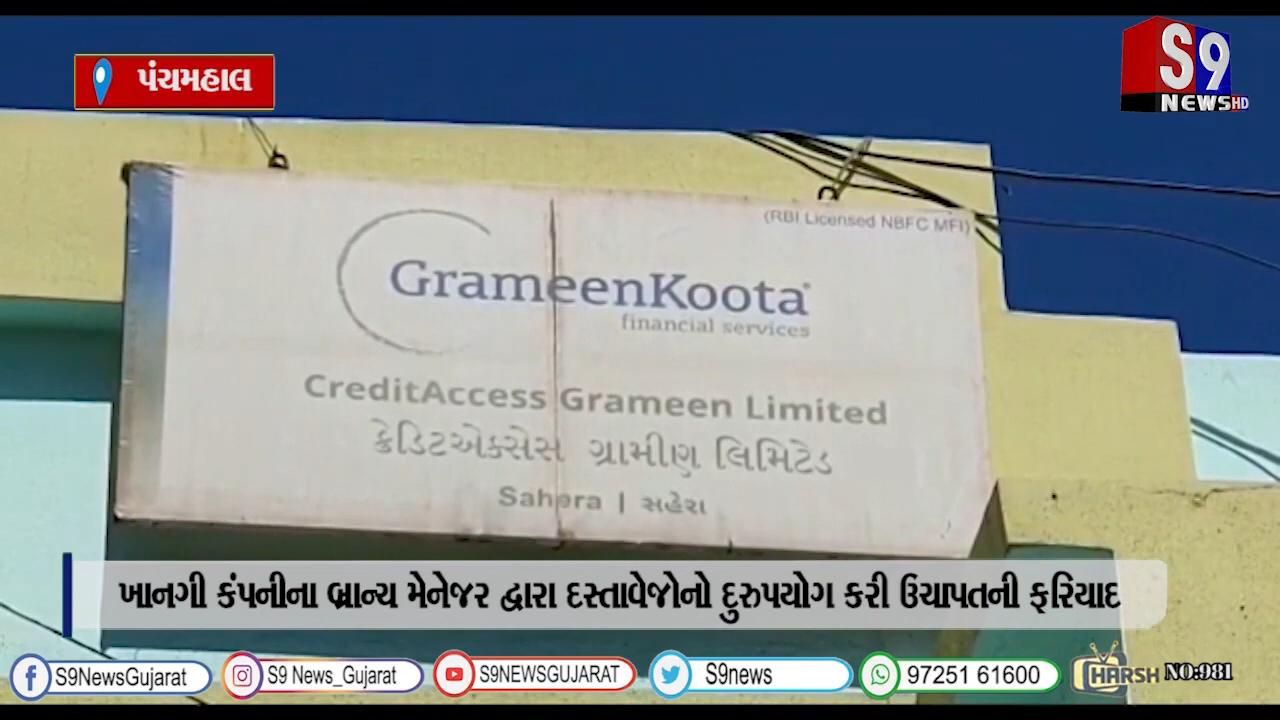 પંચમહાલ
S9
NEWS HD
(RBI Licensed NBFC MFI)
GrameenKoota
financial services
CreditAccess Grameen Limited
ક્રેડિટએક્સેસ ગ્રામીણ લિમિટેડ
Sahera | સહેરા
ખાનગી કંપનીના બ્રાન્ચ મેનેજર દ્વારા દસ્તાવેજોનો દુરુપયોગ કરી ઉચાપતની ફરિયાદ
S9NewsGujarat
S9 News_Gujarat
S9NEWSGUJARAT
S9news
97251 61600
HARSH NO:981